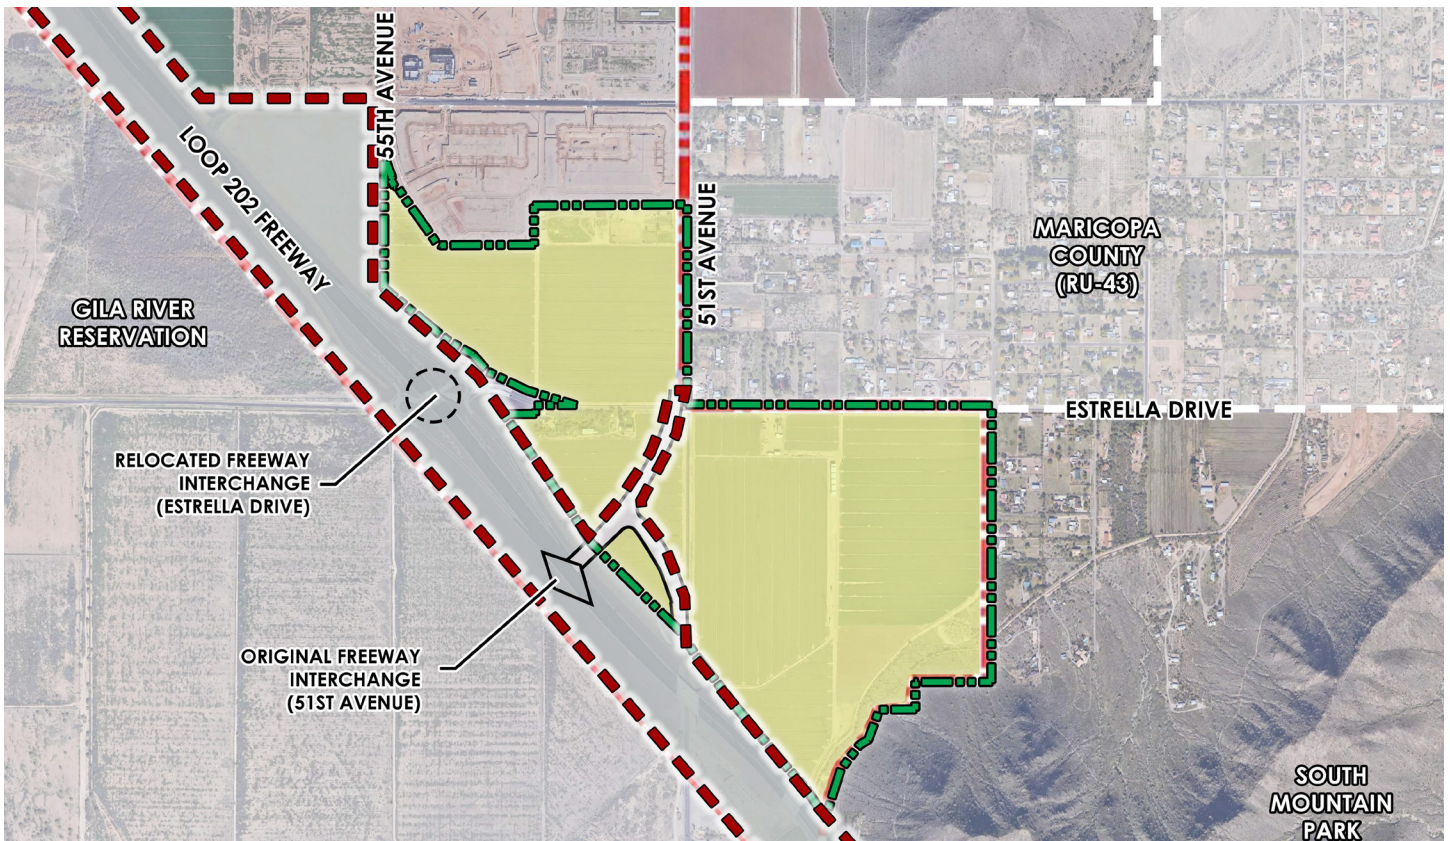 55TH AVENUE
LOOP 202 FREEWAY
51ST AVENUE
MARICOPA
COUNTY
(RU-43)
GILA RIVER
RESERVATION
ESTRELLA DRIVE
RELOCATED FREEWAY
INTERCHANGE
(ESTRELLA DRIVE)
ORIGINAL FREEWAY
INTERCHANGE
(51ST AVENUE)
SOUTH
MOUNTAIN
PARK